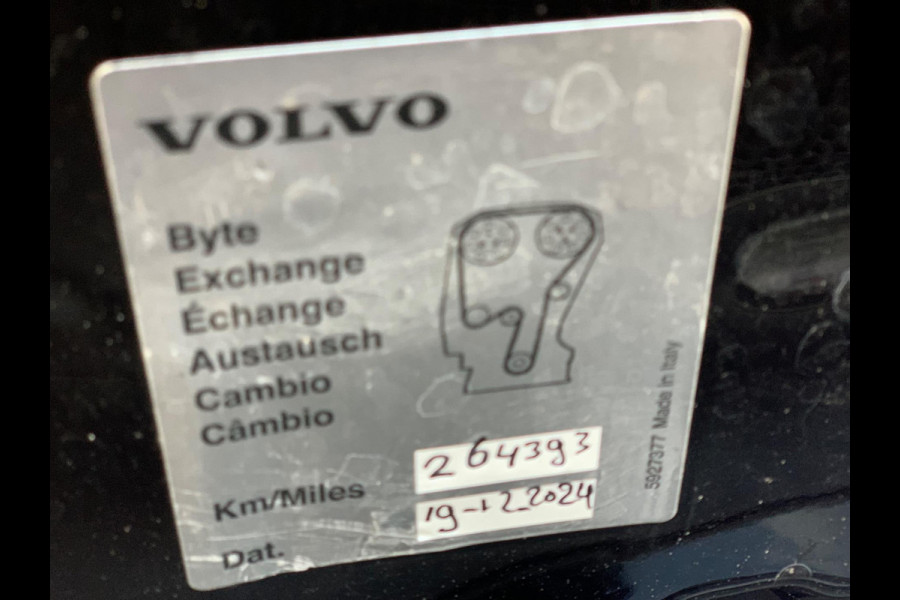 VOLVO
Byte
Exchange
Échange
Austausch
Cambio
Câmbio
Km/Miles 264393
Dat. 19-12-2024
5927377 Made in Italy